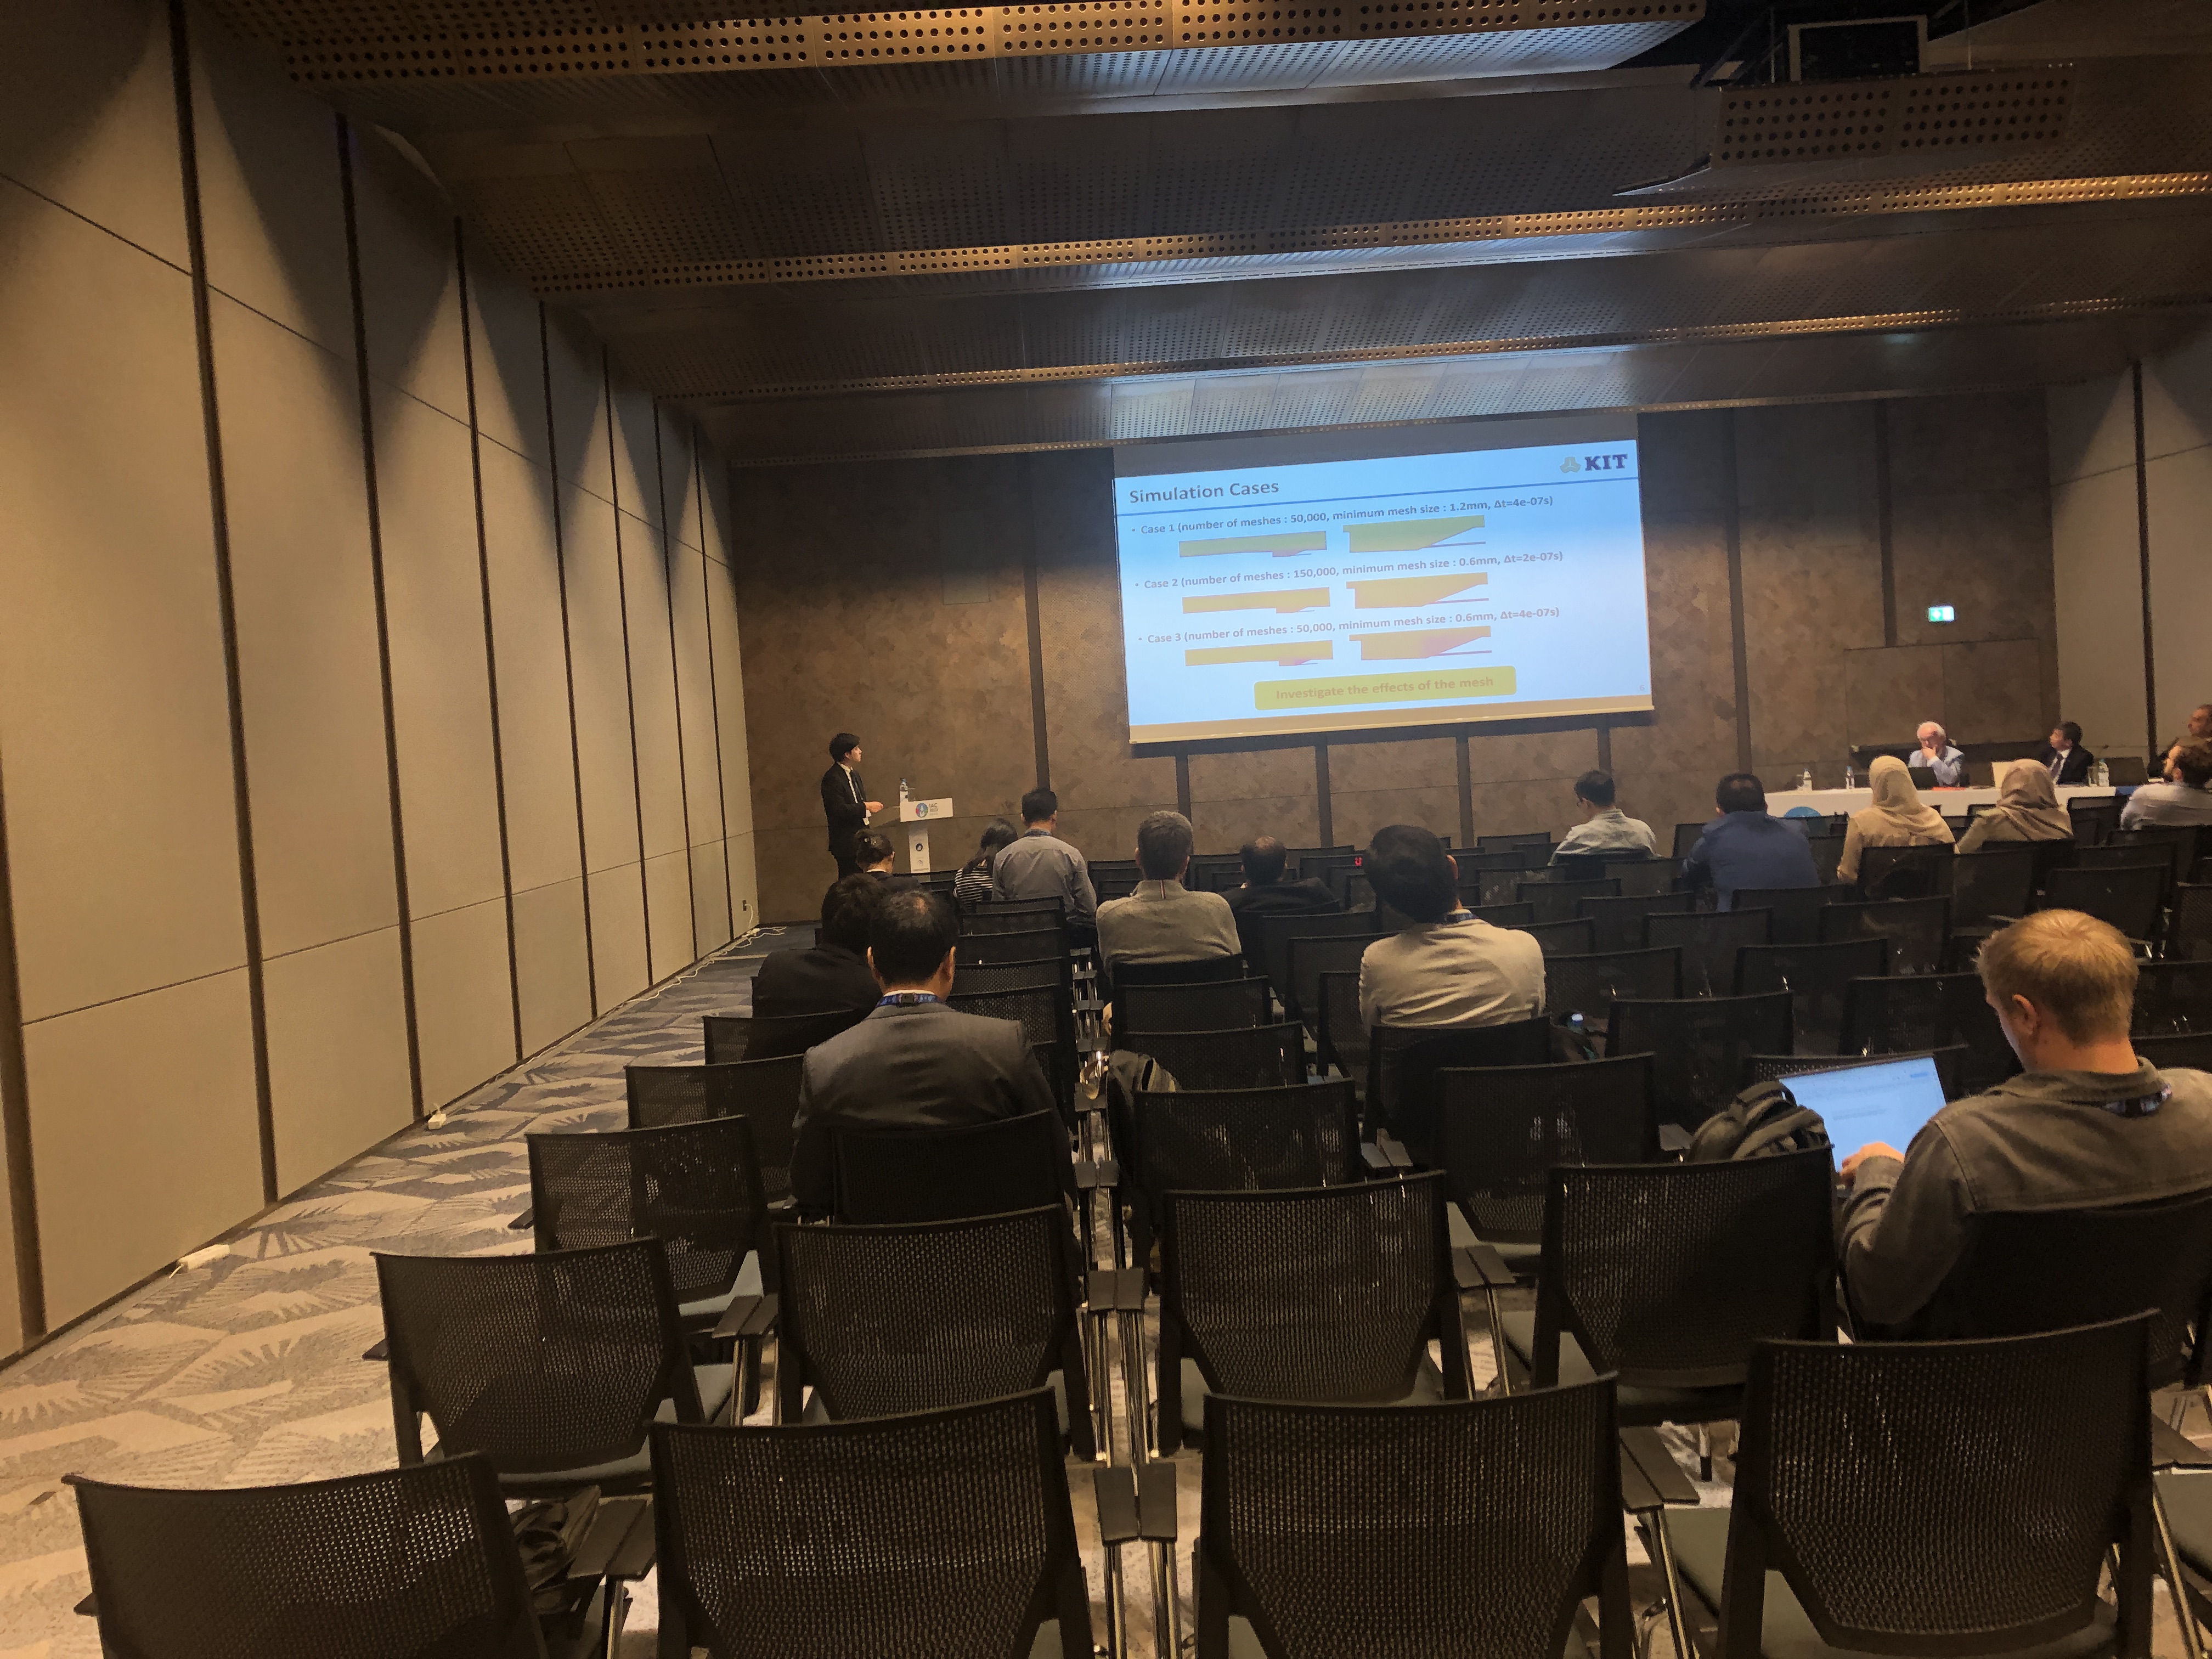 KIT
Simulation Cases
• Case 1 (number of meshes : 50,000, minimum mesh size : 1.2mm, Δt=4e-07s)
• Case 2 (number of meshes : 150,000, minimum mesh size : 0.6mm, Δt=2e-07s)
• Case 3 (number of meshes : 50,000, minimum mesh size : 0.6mm, Δt=4e-07s)
Investigate the effects of the mesh
IAC